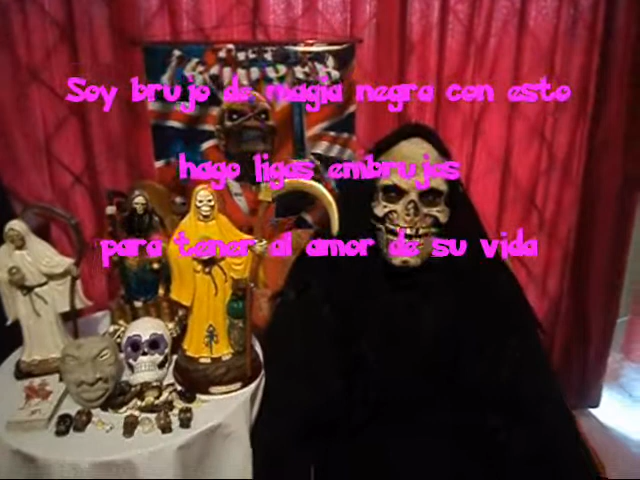 Soy brujo de magia negra con esto
hago ligas embrujos
para tener al amor de su vida